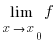 lim f
x → x₀